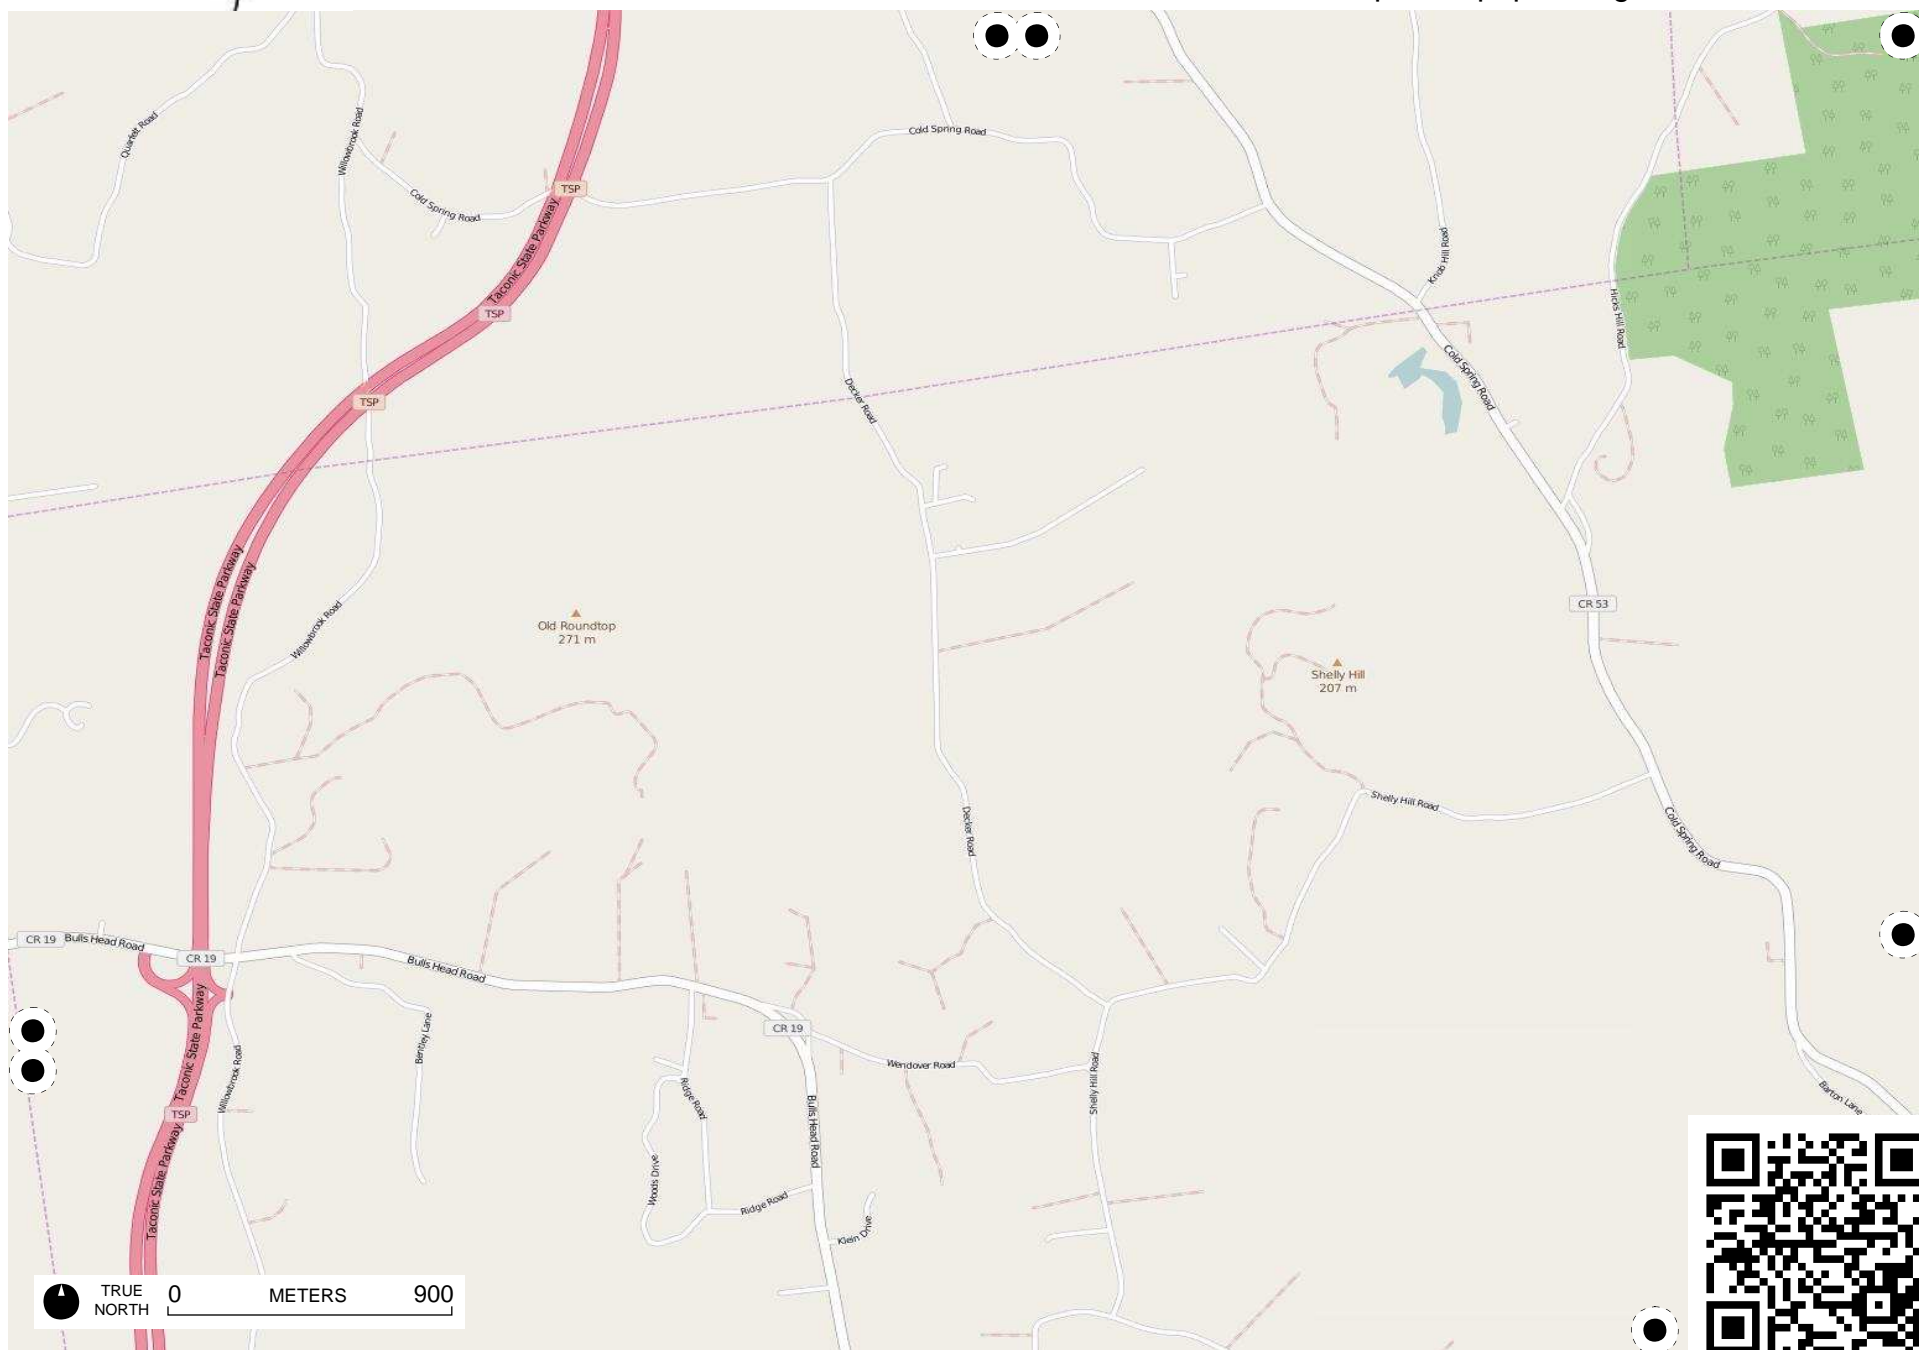 Quarfelt Road
Willowbrook Road
Cold Spring Road
TSP
Taconic State Parkway
TSP
TSP
Cold Spring Road
Knob Hill Road
Hicks Hill Road
Cold Spring Road
Decker Road
Taconic State Parkway
Taconic State Parkway
Willowbrook Road
Old Roundtop
271 m
Shelly Hill
207 m
CR 53
Shelly Hill Road
Cold Spring Road
Decker Road
CR 19
Bulls Head Road
CR 19
Bulls Head Road
Taconic State Parkway
Willowbrook Road
Bentley Lane
CR 19
Wendover Road
Shelly Hill Road
Ridge Road
Bulls Head Road
Woods Drive
Ridge Road
Klein Drive
Barton Lane
TSP
Taconic State Parkway
TRUE
NORTH
0 METERS 900